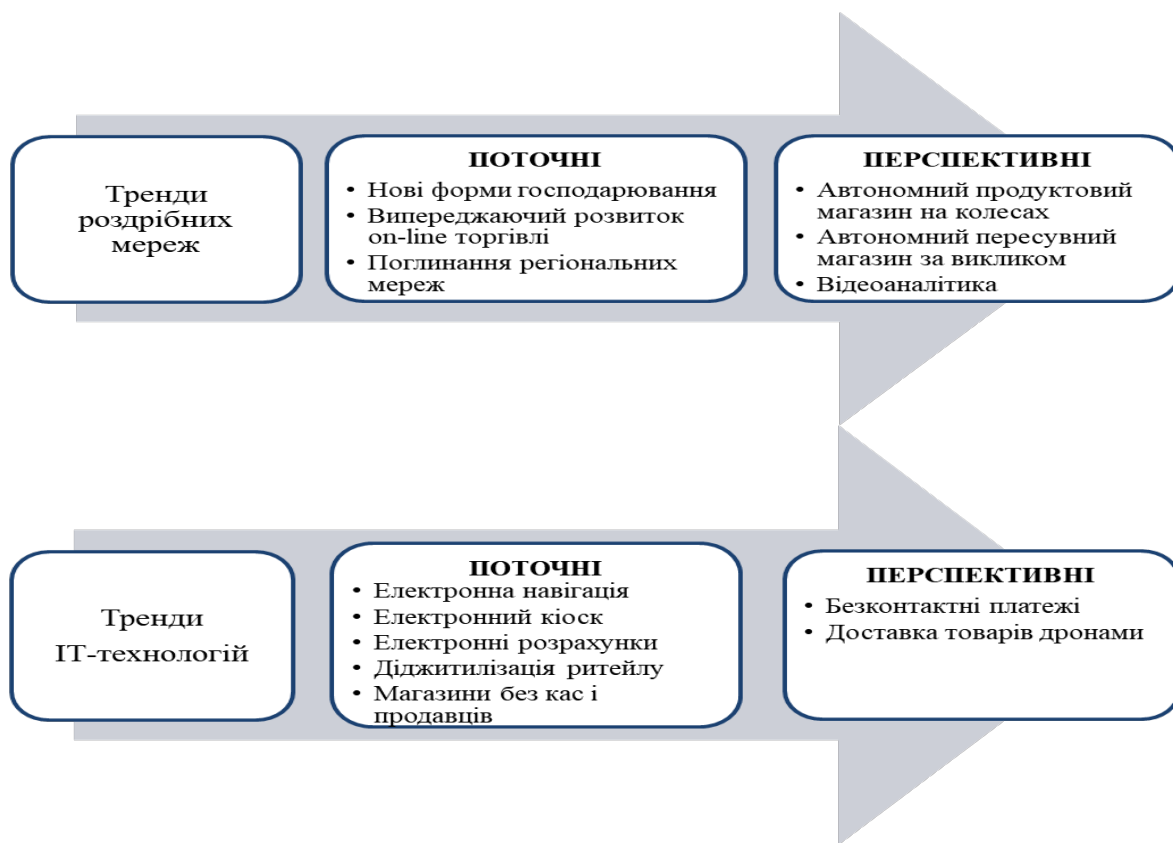 Тренди
роздрібних
мереж
ПОТОЧНІ
• Нові форми господарювання
• Випереджаючий розвиток
on-line торгівлі
• Поглинання регіональних
мереж
ПЕРСПЕКТИВНІ
• Автономний продуктовий
магазин на колесах
• Автономний пересувний
магазин за викликом
• Відеоаналітика
Тренди
ІТ-технологій
ПОТОЧНІ
• Електронна навігація
• Електронний кіоск
• Електронні розрахунки
• Діджитилізація ритейлу
• Магазини без кас і
продавців
ПЕРСПЕКТИВНІ
• Безконтактні платежі
• Доставка товарів дронами